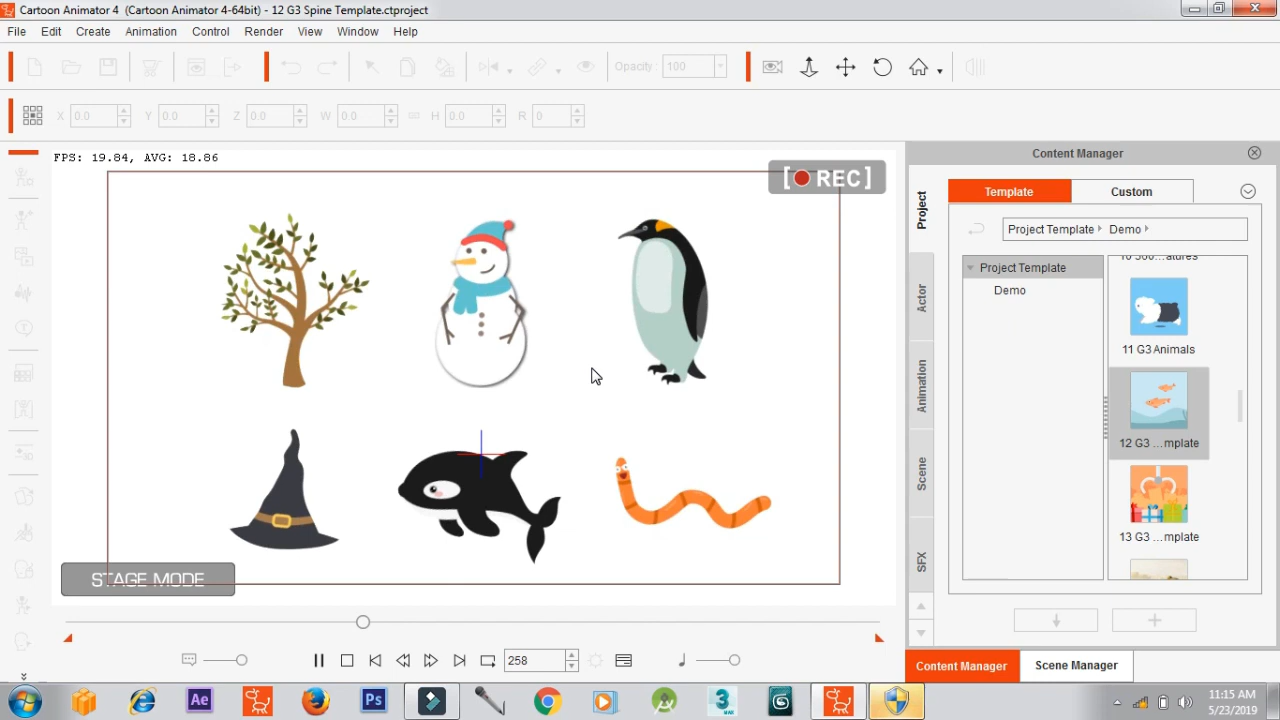 Cartoon Animator 4  (Cartoon Animator 4-64bit) - 12 G3 Spine Template.ctproject
File Edit Create Animation Control Render View Window Help
Opacity : 100
X 0.0 Y 0.0 Z 0.0 W 0.0 H 0.0 R 0
FPS: 19.84, AVG: 18.86
[ REC ]
Content Manager
Template Custom
Project Template Demo
Project Template
Demo
11 G3 Animals
12 G3 ...mplate
13 G3 ...mplate
Project
Actor
Animation
Scene
SFX
STAGE MODE
258
Content Manager Scene Manager
Ae Ps 3 MAX
11:15 AM
5/23/2019